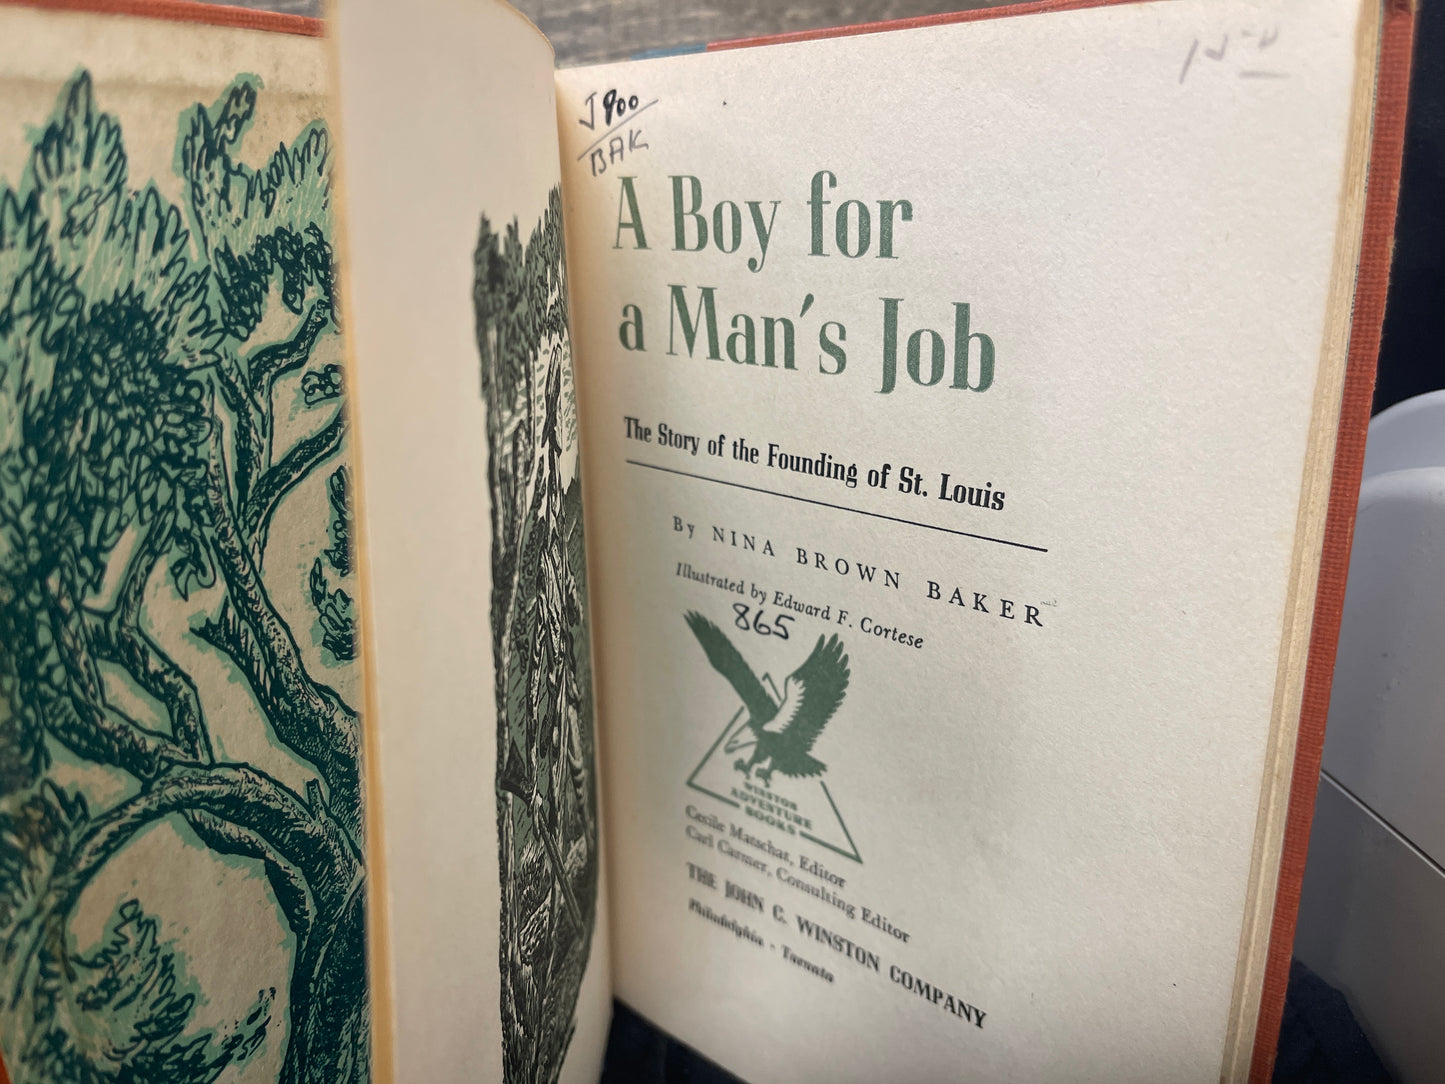 J 900
BAK
A Boy for
a Man's Job
The Story of the Founding of St. Louis
By NINA BROWN BAKER
Illustrated by Edward F. Cortese
865
WINSTON
ADVENTURE
BOOKS
Cecile Matschat, Editor
Carl Carmer, Consulting Editor
THE JOHN C. WINSTON COMPANY
Philadelphia • Toronto